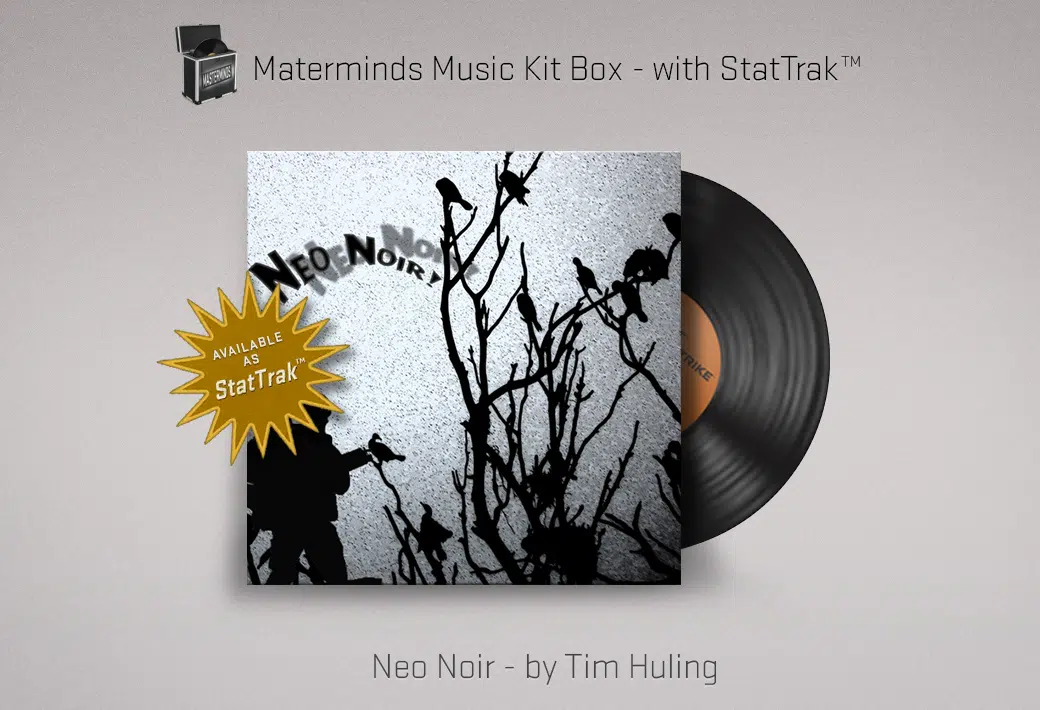 MASTERMINDS
Materminds Music Kit Box - with StatTrak™
NEO NOIR
AVAILABLE
AS
StatTrak™
Neo Noir - by Tim Huling